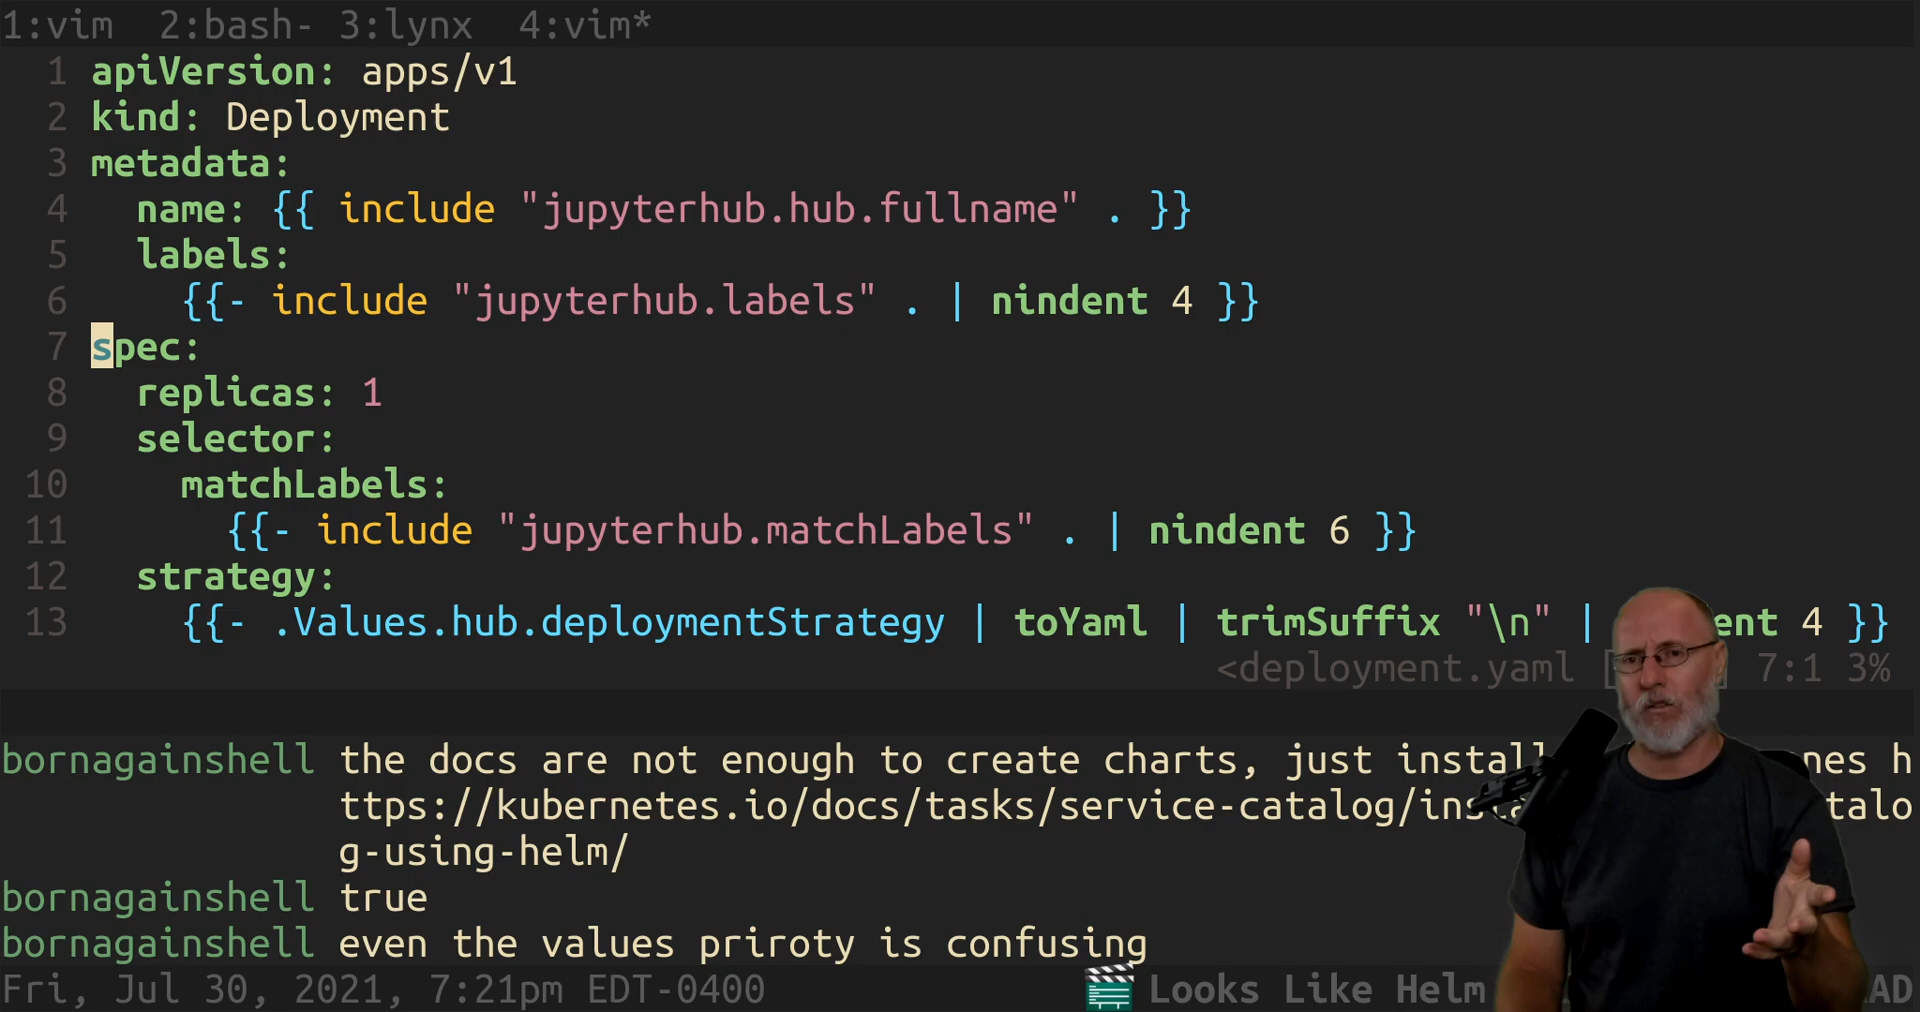 1:vim 2:bash- 3:lynx 4:vim*
1 apiVersion: apps/v1
2 kind: Deployment
3 metadata:
4 name: {{ include "jupyterhub.hub.fullname" . }}
5 labels:
6 {{- include "jupyterhub.labels" . | nindent 4 }}
7 spec:
8 replicas: 1
9 selector:
10 matchLabels:
11 {{- include "jupyterhub.matchLabels" . | nindent 6 }}
12 strategy:
13 {{- .Values.hub.deploymentStrategy | toYaml | trimSuffix "\n" | ent 4 }}
<deployment.yaml 7:1 3%
bornagainshell the docs are not enough to create charts, just install nes h
ttps://kubernetes.io/docs/tasks/service-catalog/inst talo
g-using-helm/
bornagainshell true
bornagainshell even the values priroty is confusing
Fri, Jul 30, 2021, 7:21pm EDT-0400 Looks Like Helm AD